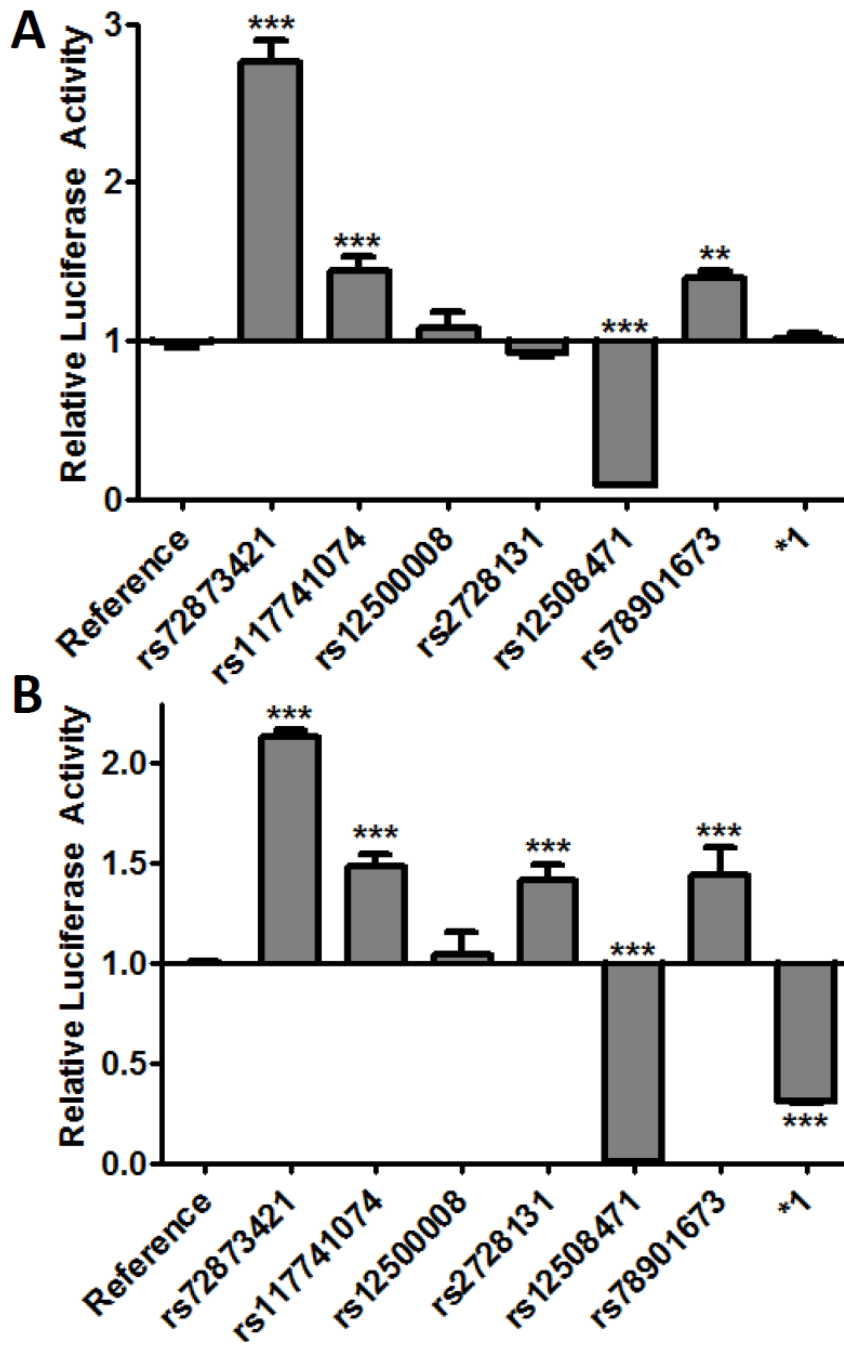 A
Relative Luciferase Activity
3
2
1
0
***
***
***
**
Reference
rs72873421
rs117741074
rs12500008
rs2728131
rs12508471
rs78901673
*1
B
Relative Luciferase Activity
2.0
1.5
1.0
0.5
0.0
***
***
***
***
***
***
Reference
rs72873421
rs117741074
rs12500008
rs2728131
rs12508471
rs78901673
*1